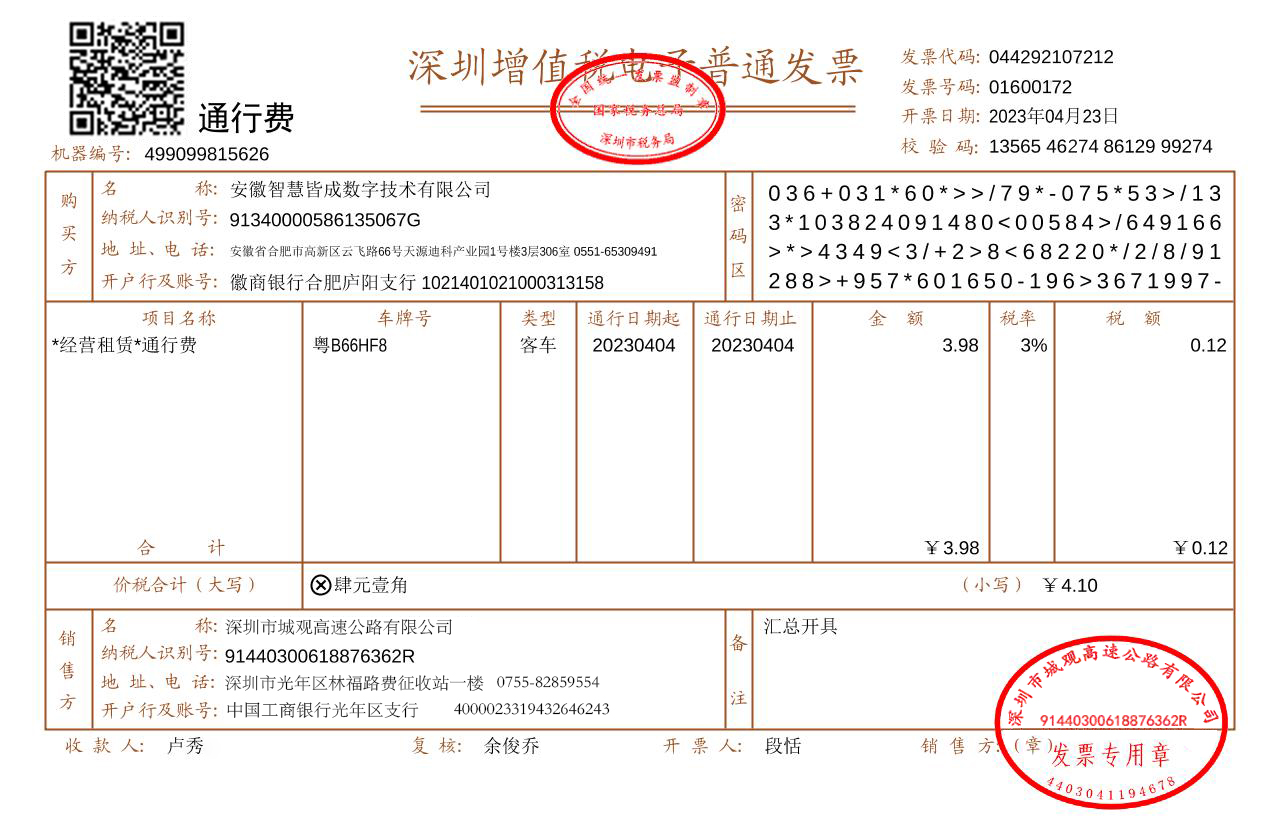 深圳增值税电子普通发票
全国统一发票监制章
国家税务总局
深圳市税务局
通行费
机器编号: 499099815626
发票代码: 044292107212
发票号码: 01600172
开票日期: 2023年04月23日
校 验 码: 13565 46274 86129 99274
购买方
名 称: 安徽智慧皆成数字技术有限公司
纳税人识别号: 91340000586135067G
地 址、电 话: 安徽省合肥市高新区云飞路66号天源迪科产业园1号楼3层306室 0551-65309491
开户行及账号: 徽商银行合肥庐阳支行 1021401021000313158
密码区
036+031*60*>>/79*-075*53>/13
3*103824091480<00584>/649166
>*>4349<3/+2>8<68220*/2/8/91
288>+957*601650-196>3671997-
项目名称 车牌号 类型 通行日期起 通行日期止 金 额 税率 税 额
*经营租赁*通行费 粤B66HF8 客车 20230404 20230404 3.98 3% 0.12
合 计 ￥3.98 ￥0.12
价税合计（大写） ⊗肆元壹角 （小写） ￥4.10
销售方
名 称: 深圳市城观高速公路有限公司
纳税人识别号: 91440300618876362R
地 址、电 话: 深圳市光年区林福路费征收站一楼 0755-82859554
开户行及账号: 中国工商银行光年区支行 4000023319432646243
备注
汇总开具
收 款 人: 卢秀 复 核: 余俊乔 开 票 人: 段恬 销 售 方:（章）
深圳市城观高速公路有限公司
91440300618876362R
发票专用章
4403041194678